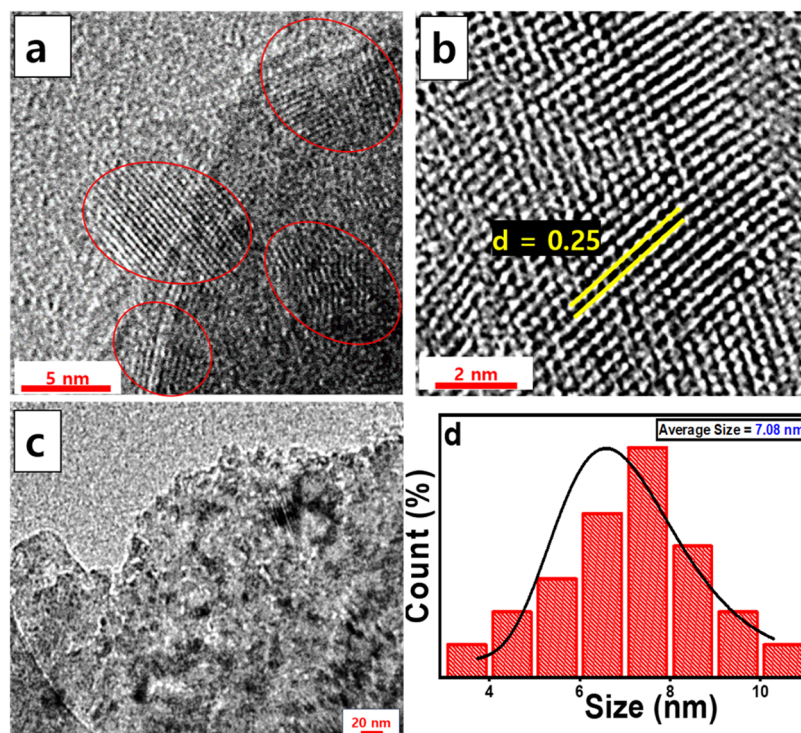 a
5 nm
b
d = 0.25
2 nm
c
20 nm
d
Average Size = 7.08 nm
Count (%)
4 6 8 10
Size (nm)